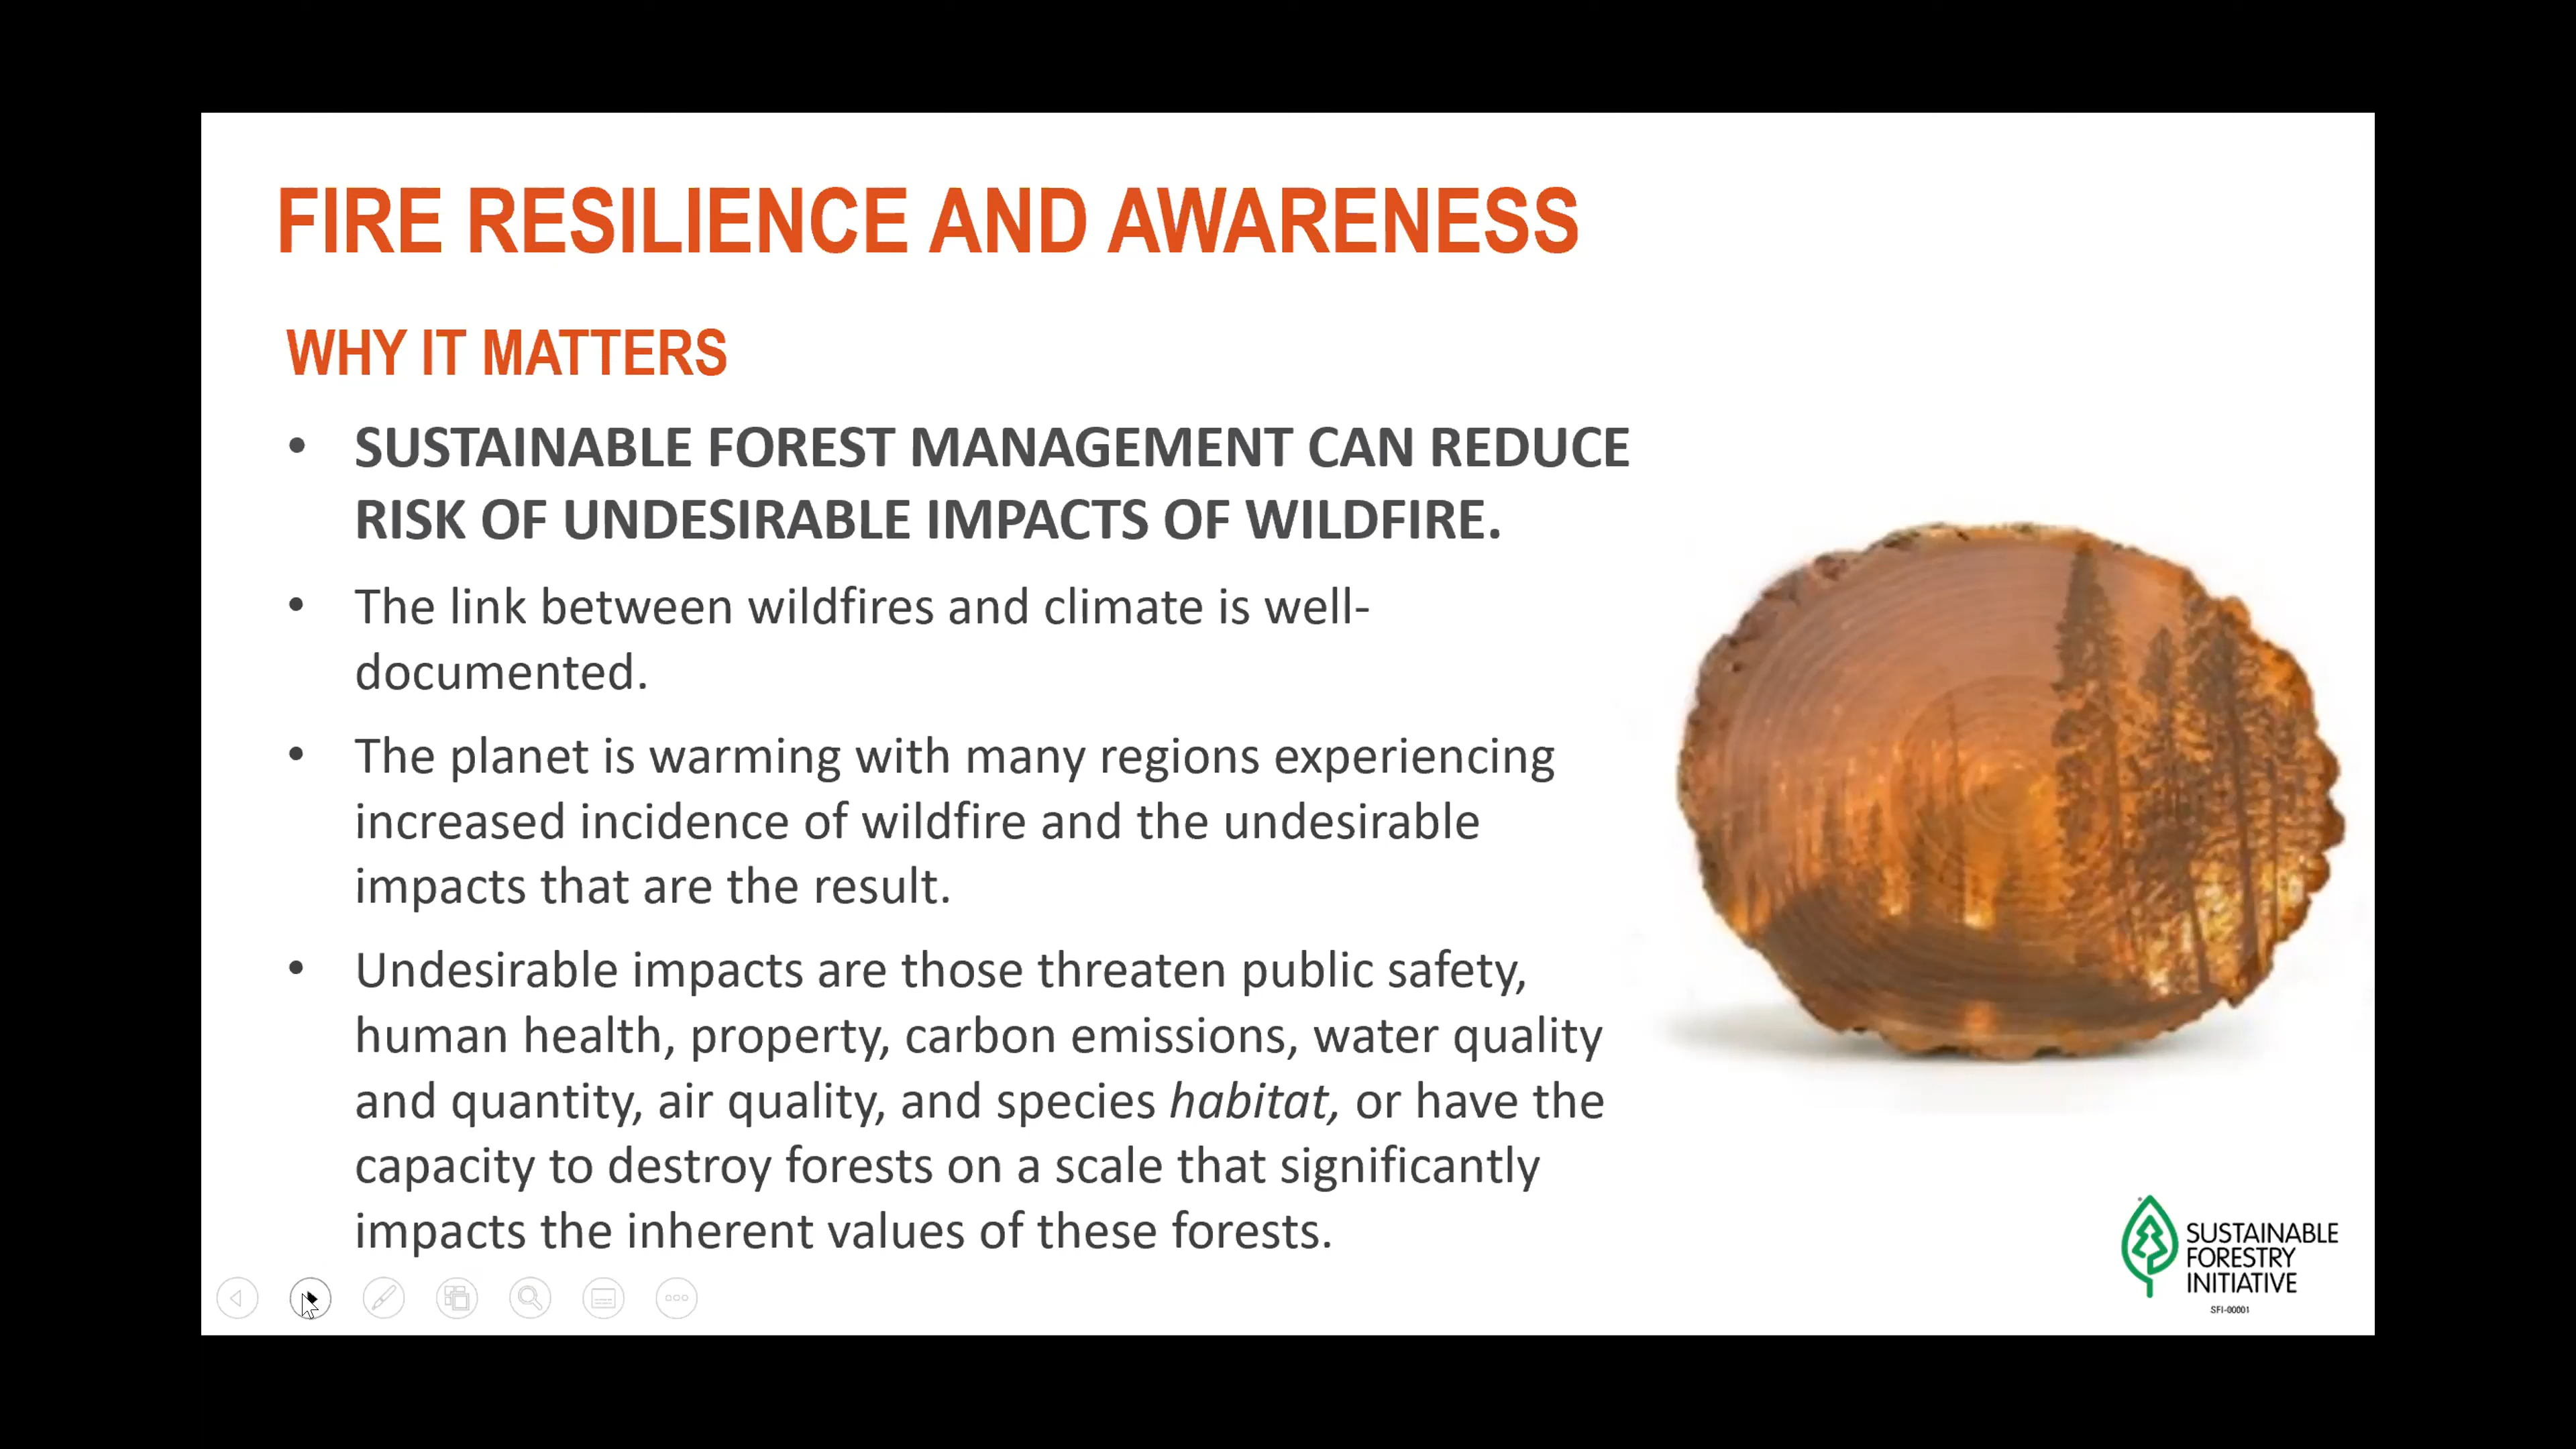 FIRE RESILIENCE AND AWARENESS
WHY IT MATTERS
• SUSTAINABLE FOREST MANAGEMENT CAN REDUCE
RISK OF UNDESIRABLE IMPACTS OF WILDFIRE.
• The link between wildfires and climate is well-
documented.
• The planet is warming with many regions experiencing
increased incidence of wildfire and the undesirable
impacts that are the result.
• Undesirable impacts are those threaten public safety,
human health, property, carbon emissions, water quality
and quantity, air quality, and species habitat, or have the
capacity to destroy forests on a scale that significantly
impacts the inherent values of these forests.
SUSTAINABLE
FORESTRY
INITIATIVE
SFI-00001